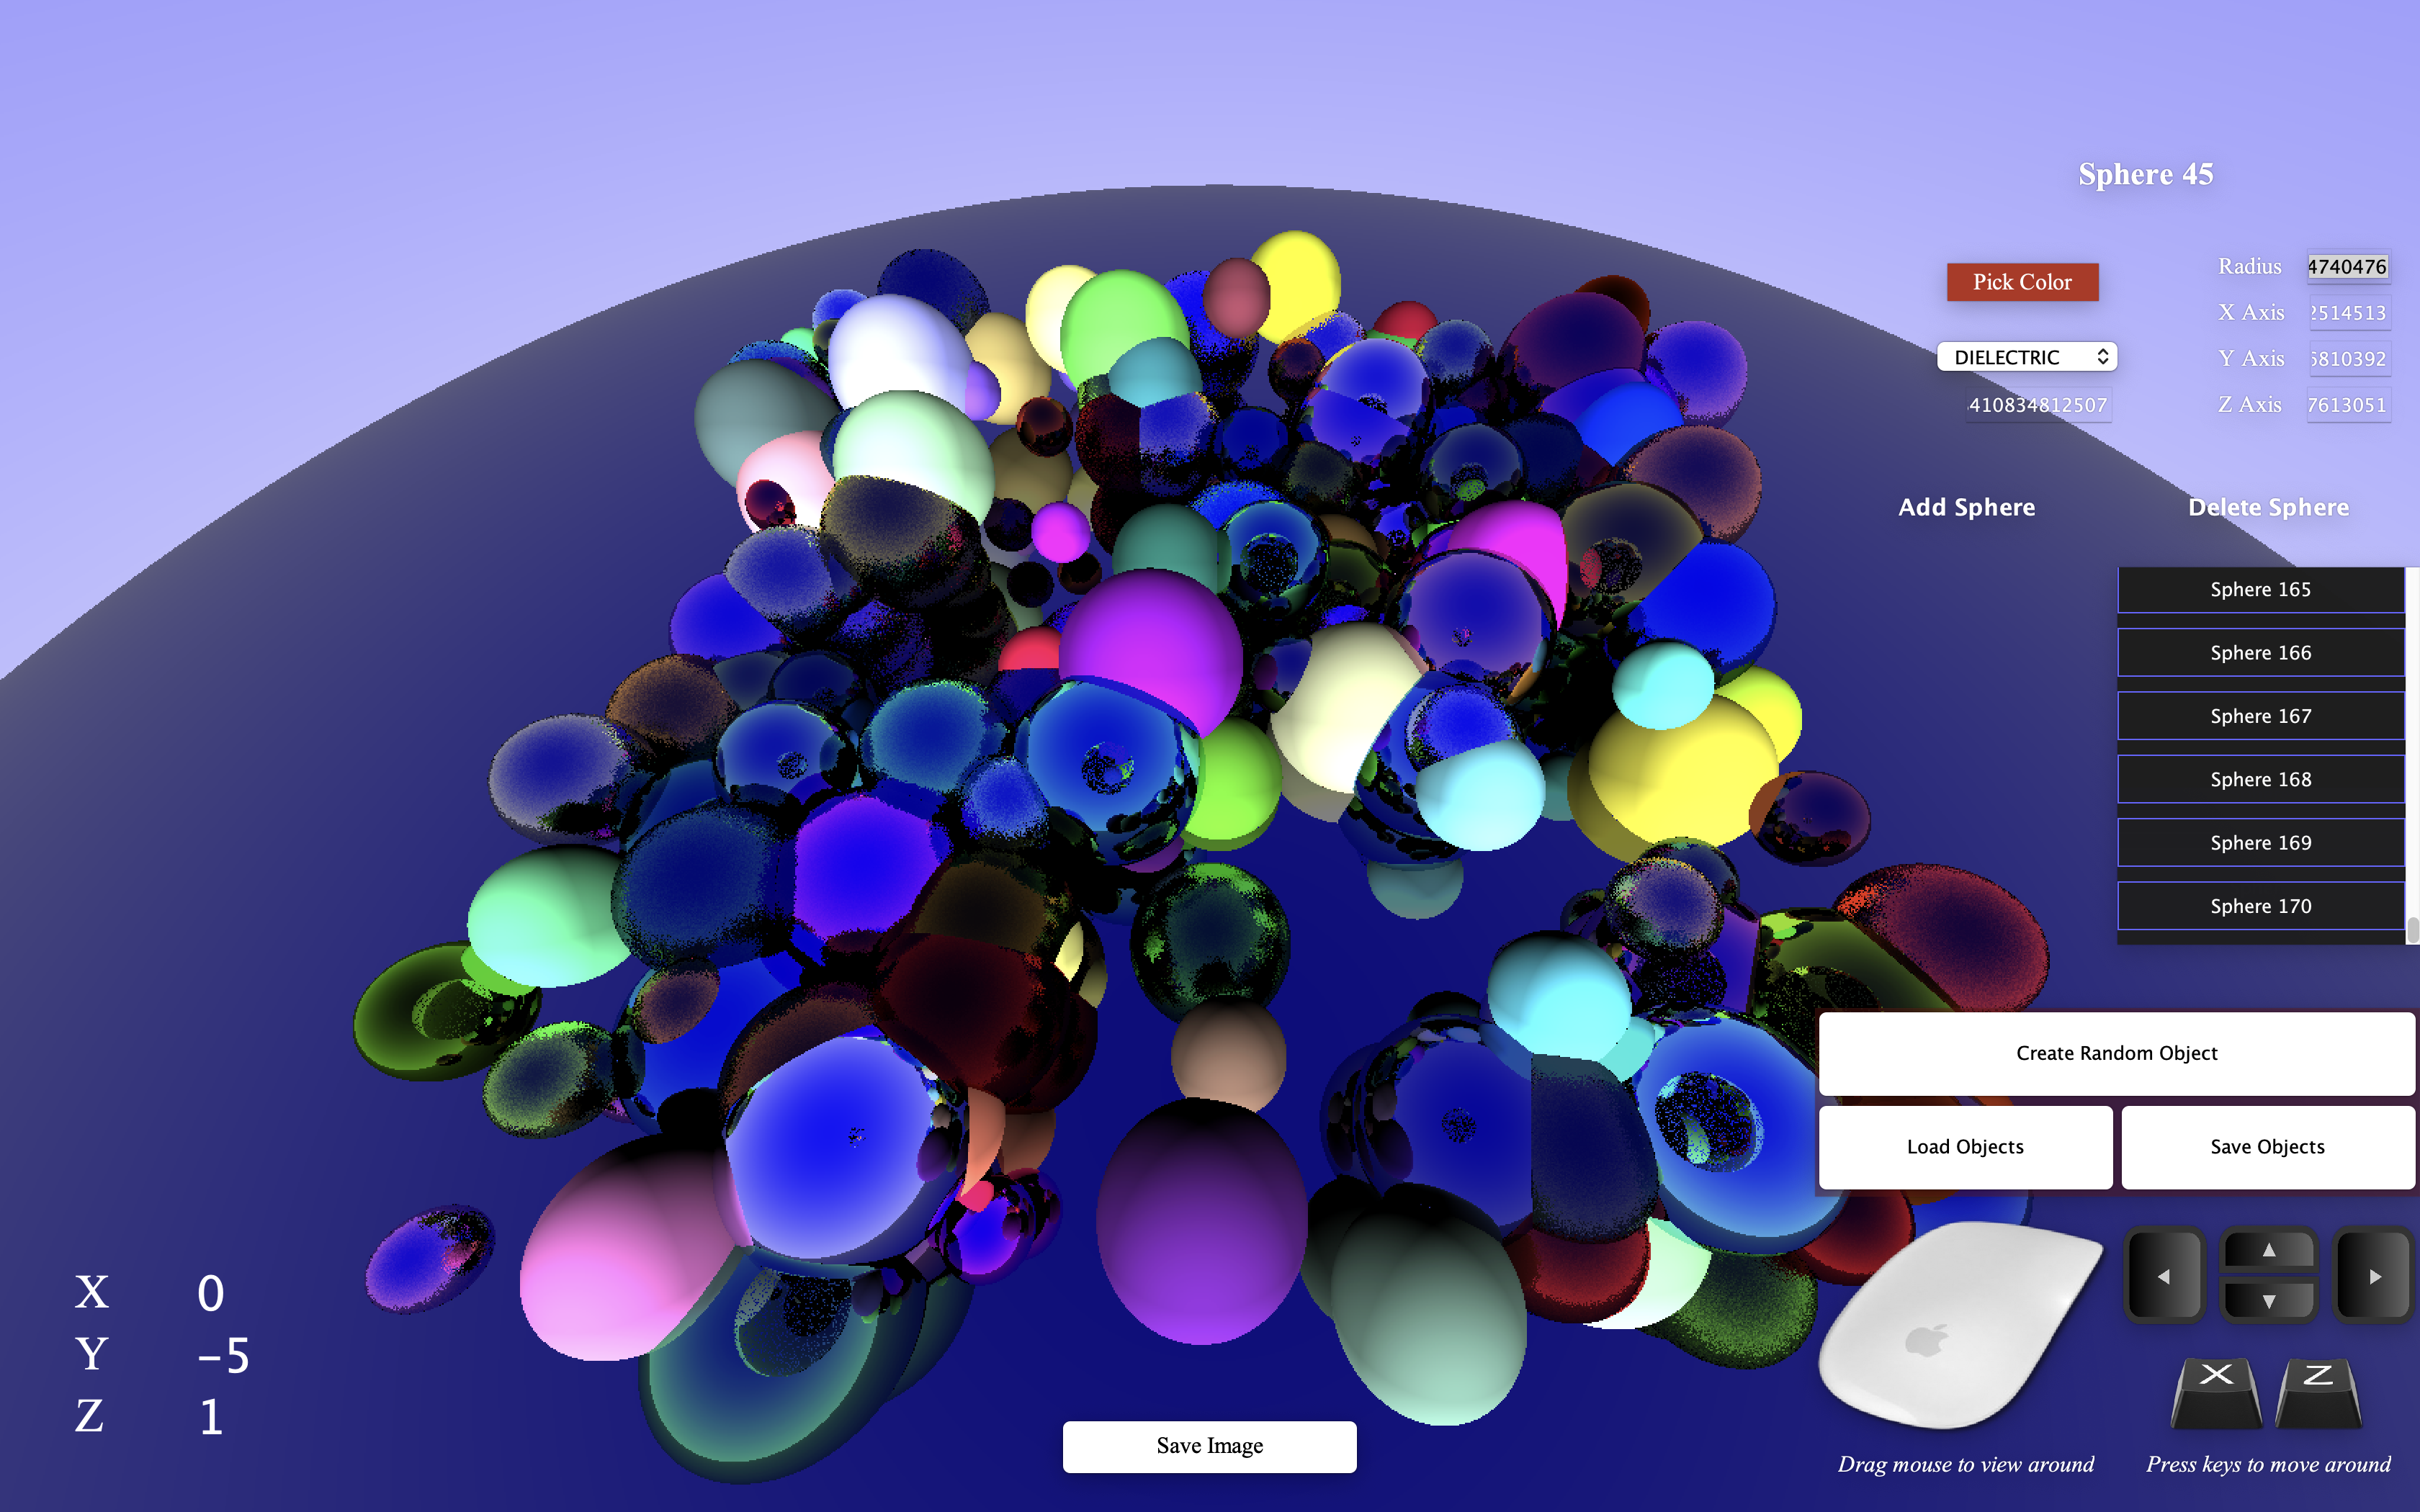 Sphere 45
Pick Color
Radius 4740476
X Axis 2514513
DIELECTRIC
Y Axis 5810392
410834812507
Z Axis 7613051
Add Sphere
Delete Sphere
Sphere 165
Sphere 166
Sphere 167
Sphere 168
Sphere 169
Sphere 170
Create Random Object
Load Objects
Save Objects
X 0
Y −5
Z 1
X Z
Save Image
Drag mouse to view around
Press keys to move around